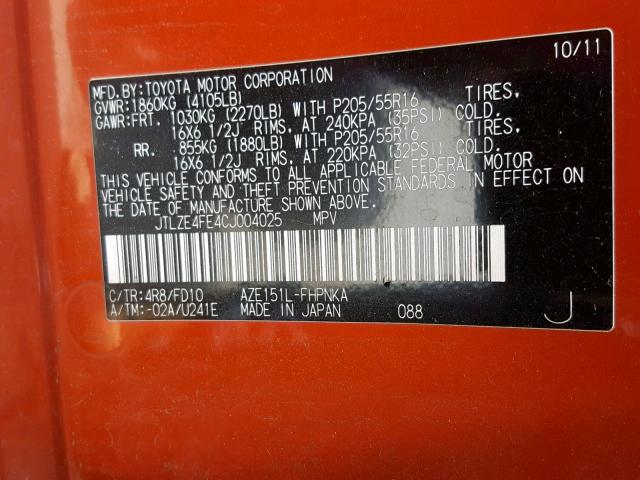 10/11
MFD.BY:TOYOTA MOTOR CORPORATION
GVWR:1860KG (4105LB)
GAWR:FRT. 1030KG (2270LB) WITH P205/55R16 TIRES,
16X6 1/2J RIMS, AT 240KPA (35PSI) COLD.
RR. 855KG (1880LB) WITH P205/55R16 TIRES,
16X6 1/2J RIMS, AT 220KPA (32PSI) COLD.
THIS VEHICLE CONFORMS TO ALL APPLICABLE FEDERAL MOTOR
VEHICLE SAFETY AND THEFT PREVENTION STANDARDS IN EFFECT ON
THE DATE OF MANUFACTURE SHOWN ABOVE.
JTLZE4FE4CJ004025 MPV
C/TR:4R8/FD10 AZE151L-FHPNKA
A/TM:-02A/U241E MADE IN JAPAN 088 J